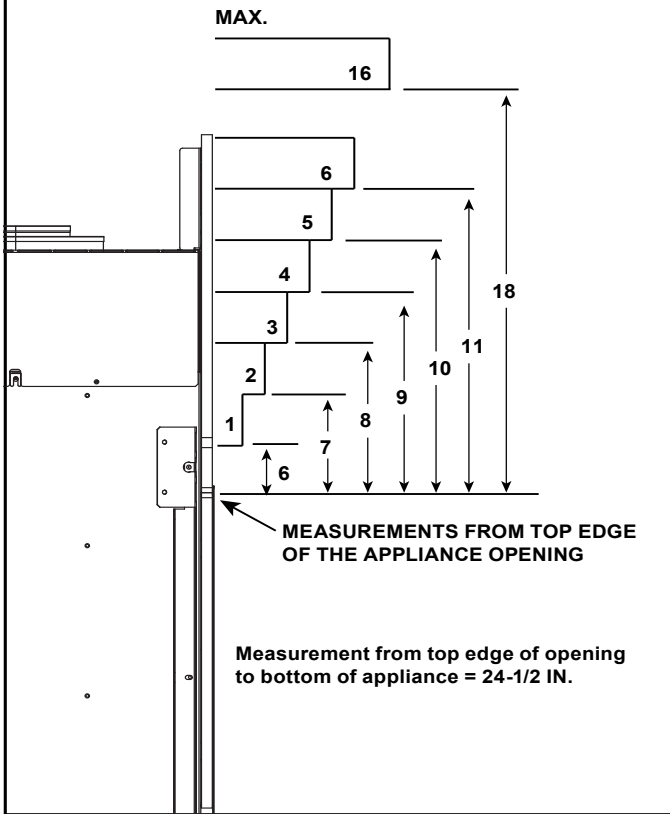 MAX.
16
6
5
18
4
11
3
10
2
9
8
1
7
6
MEASUREMENTS FROM TOP EDGE
OF THE APPLIANCE OPENING
Measurement from top edge of opening
to bottom of appliance = 24-1/2 IN.